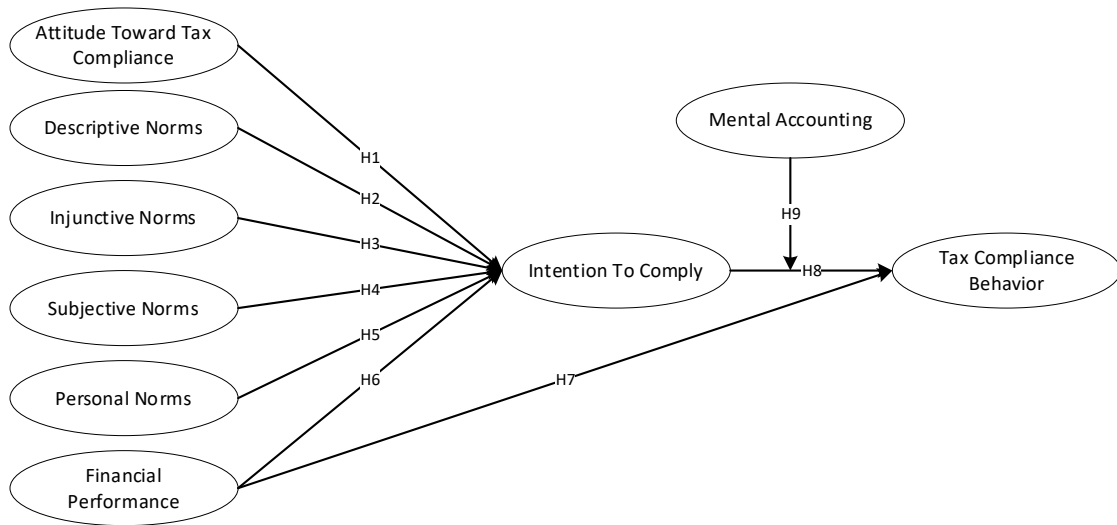 Attitude Toward Tax
Compliance
Descriptive Norms
Injunctive Norms
Subjective Norms
Personal Norms
Financial
Performance
H1
H2
H3
H4
H5
H6
H7
Intention To Comply
Mental Accounting
H9
H8
Tax Compliance
Behavior